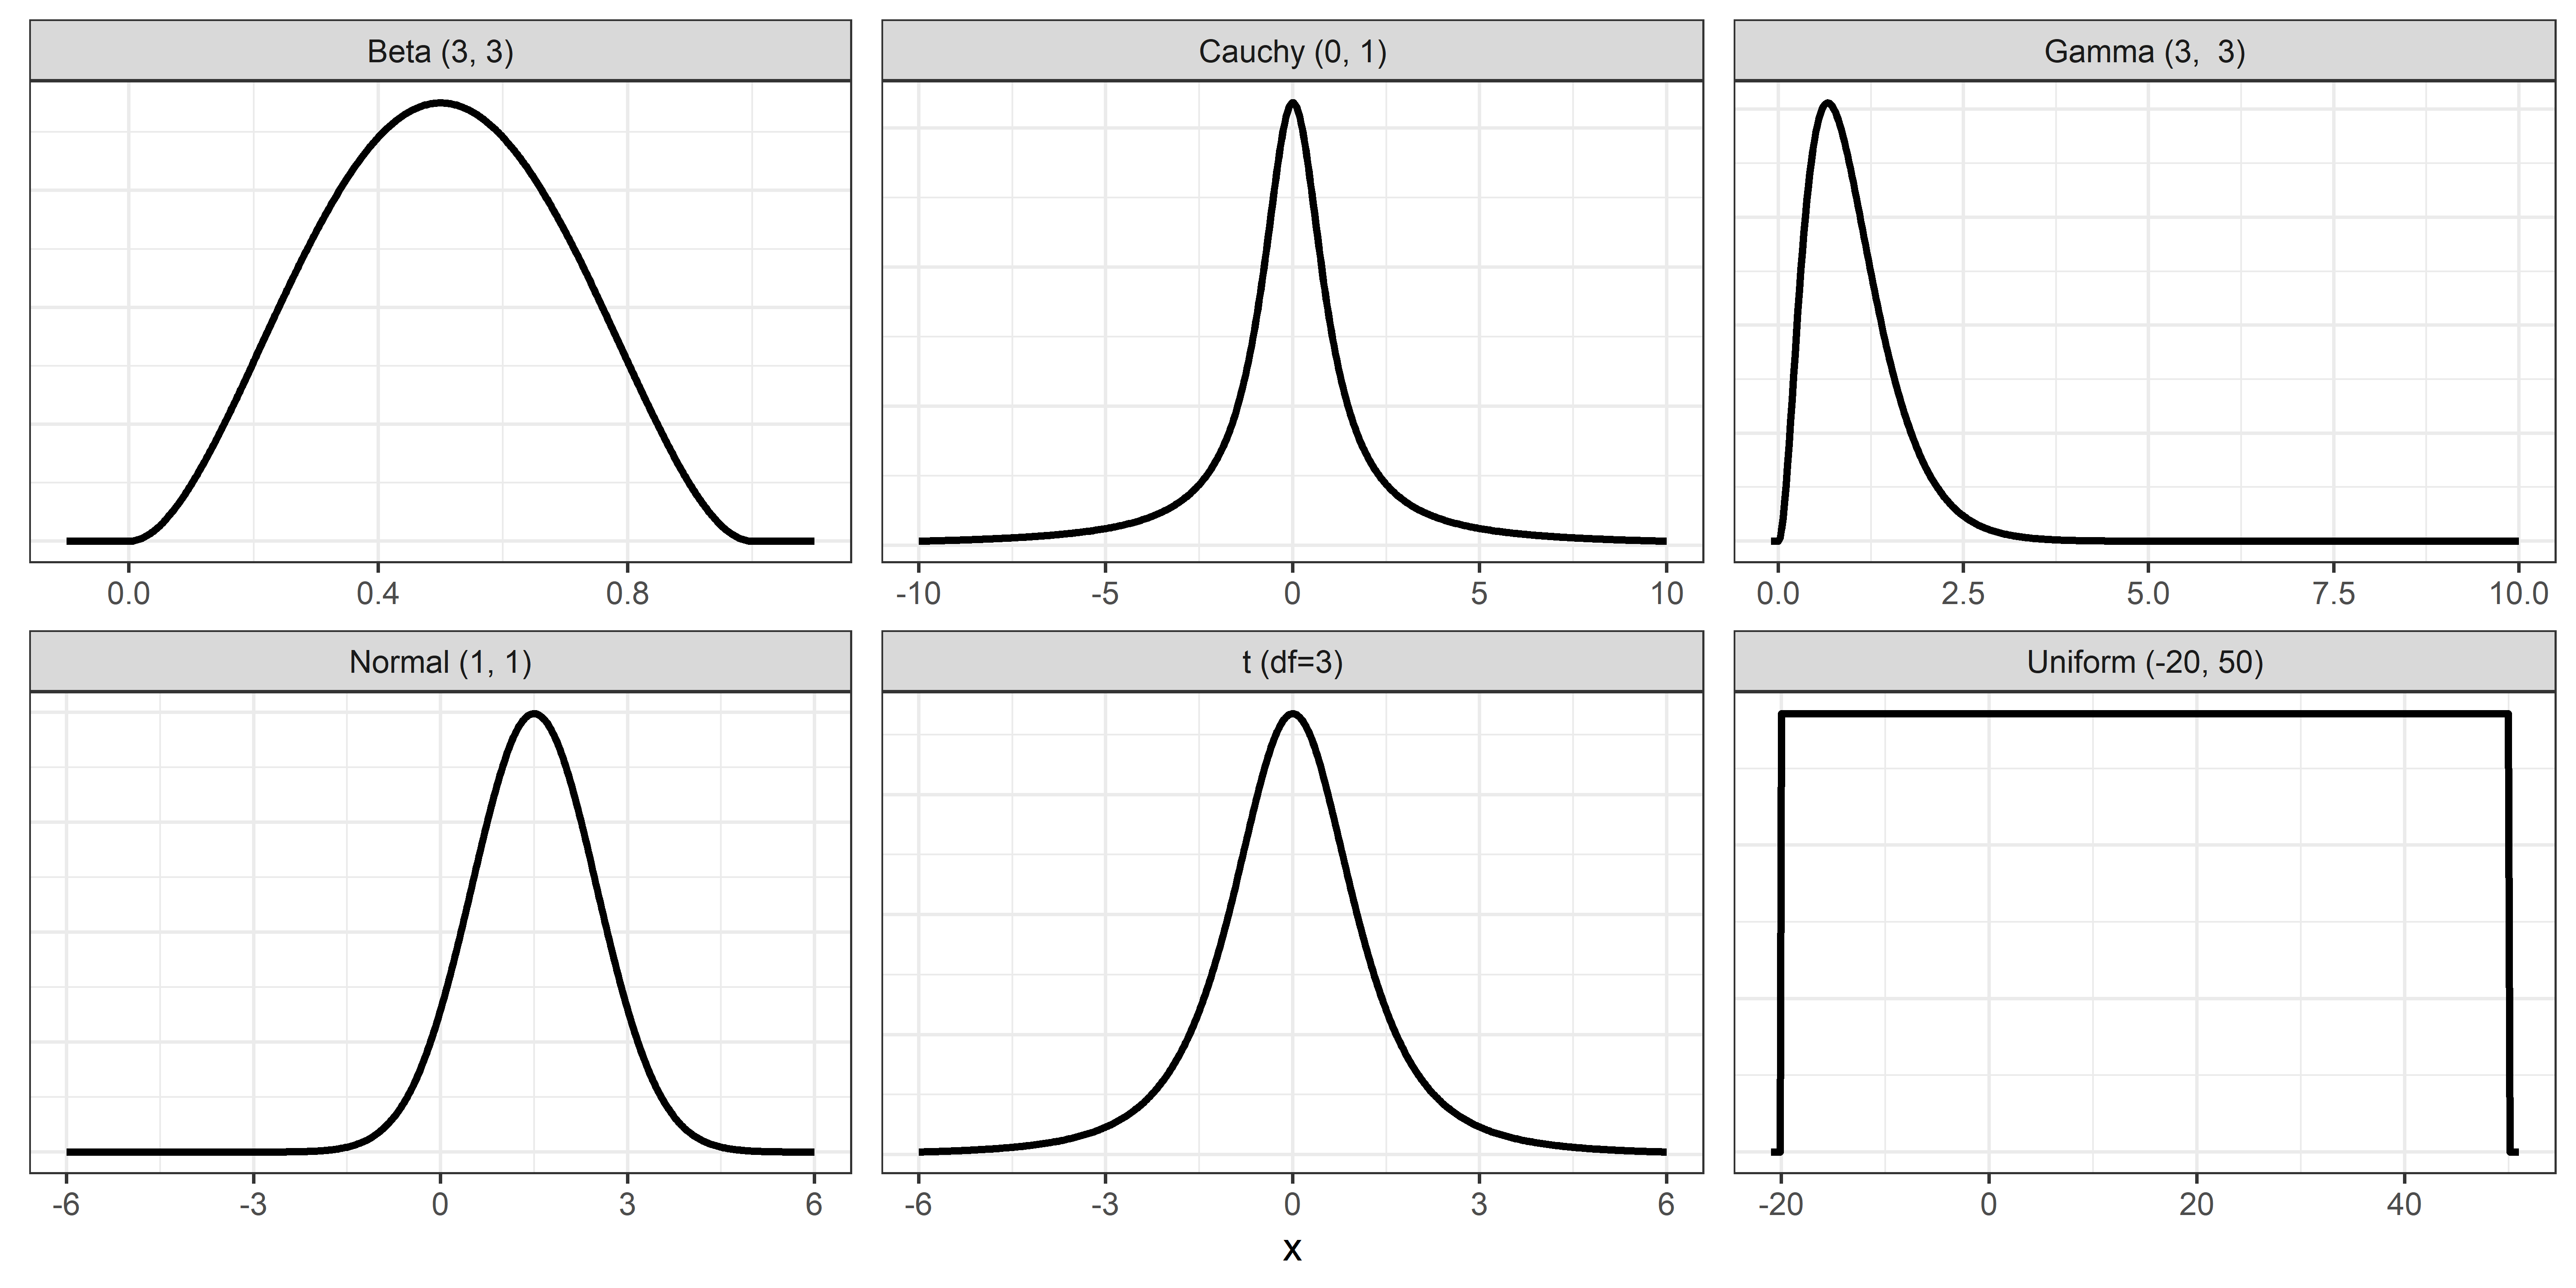 Beta (3, 3)
Cauchy (0, 1)
Gamma (3,  3)
0.0 0.4 0.8
-10 -5 0 5 10
0.0 2.5 5.0 7.5 10.0
Normal (1, 1)
t (df=3)
Uniform (-20, 50)
-6 -3 0 3 6
-6 -3 0 3 6
-20 0 20 40
x